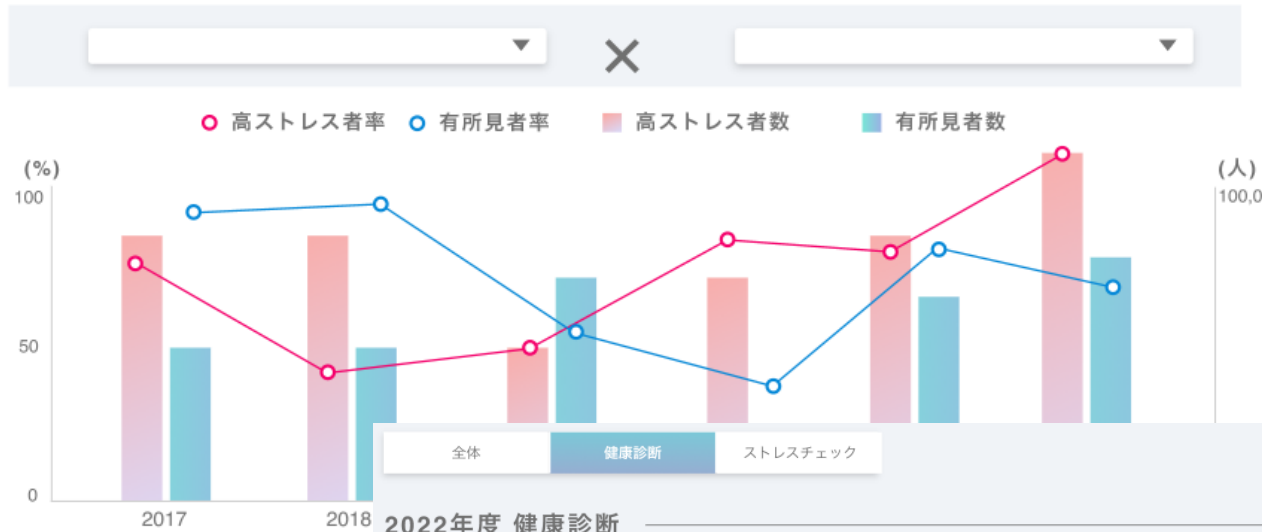 高ストレス者率 有所見者率 高ストレス者数 有所見者数
(%) (人)
100 100,0
50
0
2017 2018
全体 健康診断 ストレスチェック
2022年度 健康診断